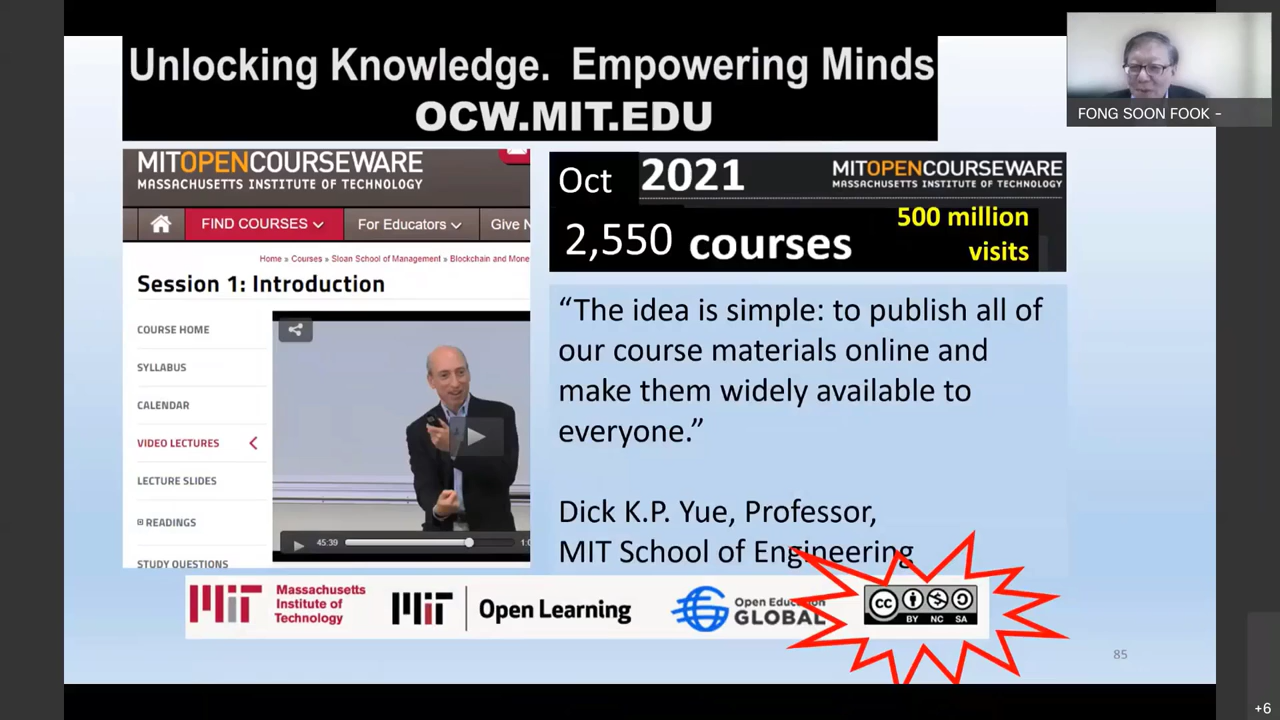 Unlocking Knowledge. Empowering Minds
OCW.MIT.EDU
FONG SOON FOOK -
MITOPENCOURSEWARE
MASSACHUSETTS INSTITUTE OF TECHNOLOGY
FIND COURSES
For Educators
Give N
Home » Courses » Sloan School of Management » Blockchain and Mone
Session 1: Introduction
COURSE HOME
SYLLABUS
CALENDAR
VIDEO LECTURES
LECTURE SLIDES
READINGS
STUDY QUESTIONS
45:39
Oct 2021
MITOPENCOURSEWARE
MASSACHUSETTS INSTITUTE OF TECHNOLOGY
2,550 courses
500 million
visits
“The idea is simple: to publish all of
our course materials online and
make them widely available to
everyone.”
Dick K.P. Yue, Professor,
MIT School of Engineering
MIT
Massachusetts
Institute of
Technology
MIT
Open Learning
Open Education
GLOBAL
cc
BY NC SA
85
+6